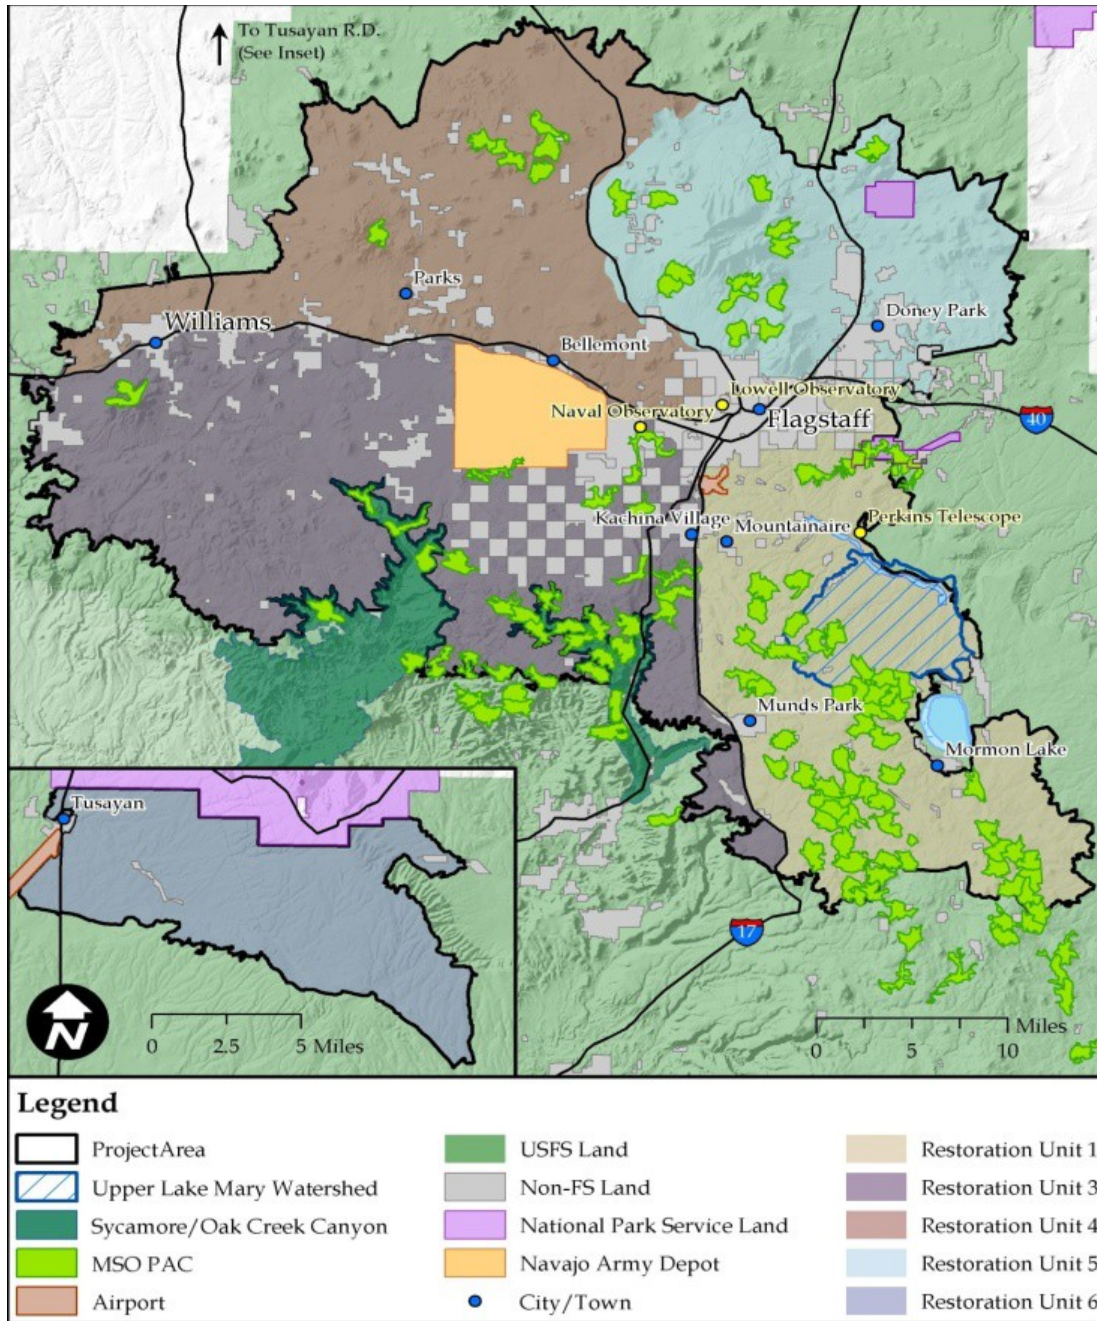 To Tusayan R.D.
(See Inset)
Parks
Williams
Doney Park
Bellemont
Lowell Observatory
Naval Observatory
Flagstaff
40
Kachina Village
Mountainaire
Perkins Telescope
Munds Park
Mormon Lake
Tusayan
17
N
0 2.5 5 Miles
Miles
0 5 10
Legend
ProjectArea
Upper Lake Mary Watershed
Sycamore/Oak Creek Canyon
MSO PAC
Airport
USFS Land
Non-FS Land
National Park Service Land
Navajo Army Depot
City/Town
Restoration Unit 1
Restoration Unit 3
Restoration Unit 4
Restoration Unit 5
Restoration Unit 6